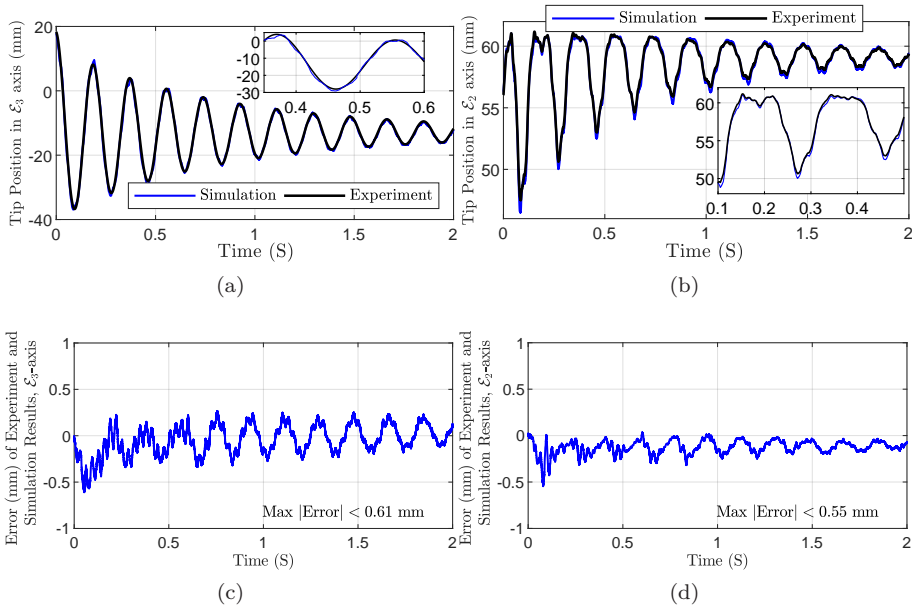 Tip Position in ℰ3 axis (mm)
20
0
-20
-40
0
0.5
1
1.5
2
0
-10
-20
-30
0.4
0.5
0.6
Simulation
Experiment
Time (S)
(a)
Tip Position in ℰ2 axis (mm)
Simulation
Experiment
60
55
50
0
0.5
1
1.5
2
60
55
50
0.1
0.2
0.3
0.4
Time (S)
(b)
Error (mm) of Experiment and
Simulation Results, ℰ3-axis
1
0.5
0
-0.5
-1
0
0.5
1
1.5
2
Max |Error| < 0.61 mm
Time (S)
(c)
Error (mm) of Experiment and
Simulation Results, ℰ2-axis
1
0.5
0
-0.5
-1
0
0.5
1
1.5
2
Max |Error| < 0.55 mm
Time (S)
(d)